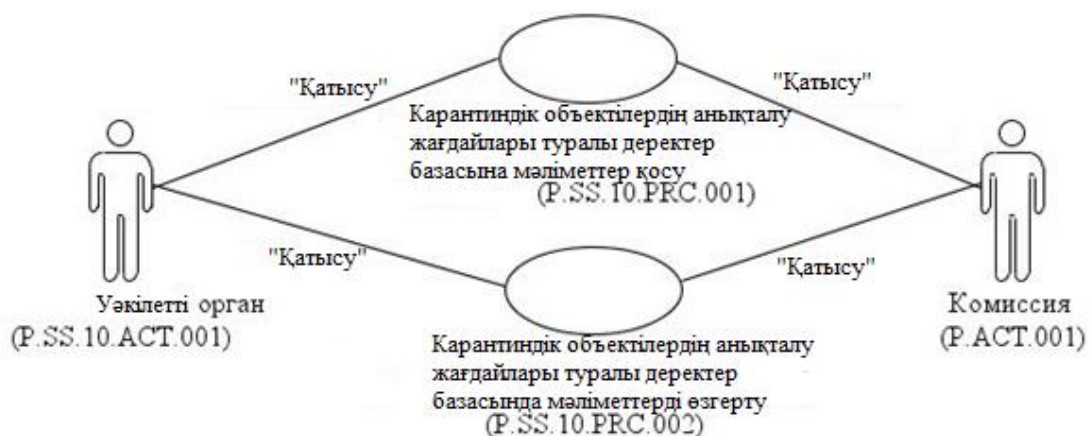 "Қатысу"
"Қатысу"
Карантиндік объектілердің анықталу
жағдайлары туралы деректер
базасына мәліметтер қосу
(P.SS.10.PRC.001)
"Қатысу"
"Қатысу"
Уәкілетті орган
(P.SS.10.ACT.001)
Комиссия
(P.ACT.001)
Карантиндік объектілердің анықталу
жағдайлары туралы деректер
базасында мәліметтерді өзгерту
(P.SS.10.PRC.002)